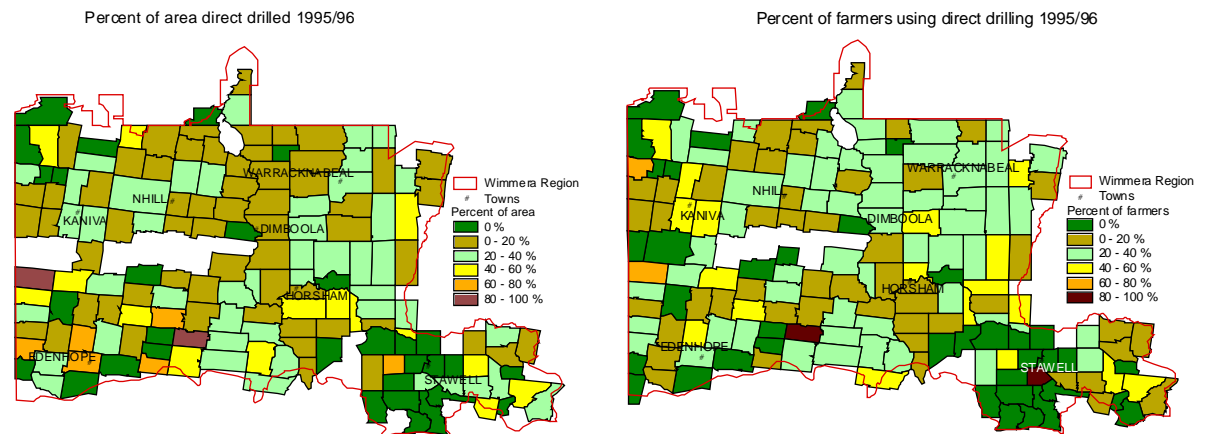 Percent of area direct drilled 1995/96
WARRACKNABEAL
NHILL
KANIVA
DIMBOOLA
HORSHAM
EDENHOPE
STAWELL
Wimmera Region
Towns
Percent of area
0 %
0 - 20 %
20 - 40 %
40 - 60 %
60 - 80 %
80 - 100 %
Percent of farmers using direct drilling 1995/96
WARRACKNABEAL
NHILL
KANIVA
DIMBOOLA
HORSHAM
EDENHOPE
STAWELL
Wimmera Region
Towns
Percent of farmers
0 %
0 - 20 %
20 - 40 %
40 - 60 %
60 - 80 %
80 - 100 %